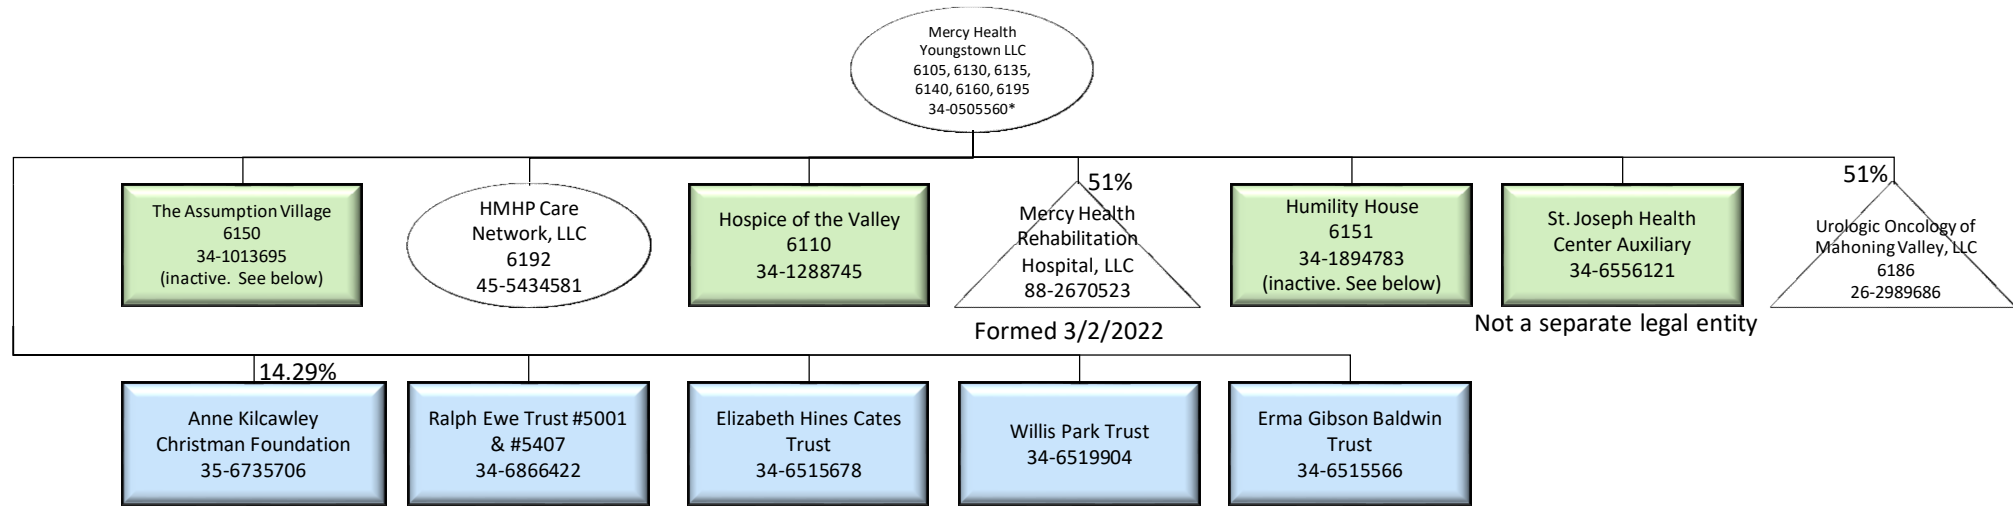 Mercy Health
Youngstown LLC
6105, 6130, 6135,
6140, 6160, 6195
34-0505560*
The Assumption Village
6150
34-1013695
(inactive. See below)
HMHP Care
Network, LLC
6192
45-5434581
Hospice of the Valley
6110
34-1288745
51%
Mercy Health
Rehabilitation
Hospital, LLC
88-2670523
Formed 3/2/2022
Humility House
6151
34-1894783
(inactive. See below)
St. Joseph Health
Center Auxiliary
34-6556121
Not a separate legal entity
51%
Urologic Oncology of
Mahoning Valley, LLC
6186
26-2989686
14.29%
Anne Kilcawley
Christman Foundation
35-6735706
Ralph Ewe Trust #5001
& #5407
34-6866422
Elizabeth Hines Cates
Trust
34-6515678
Willis Park Trust
34-6519904
Erma Gibson Baldwin
Trust
34-6515566